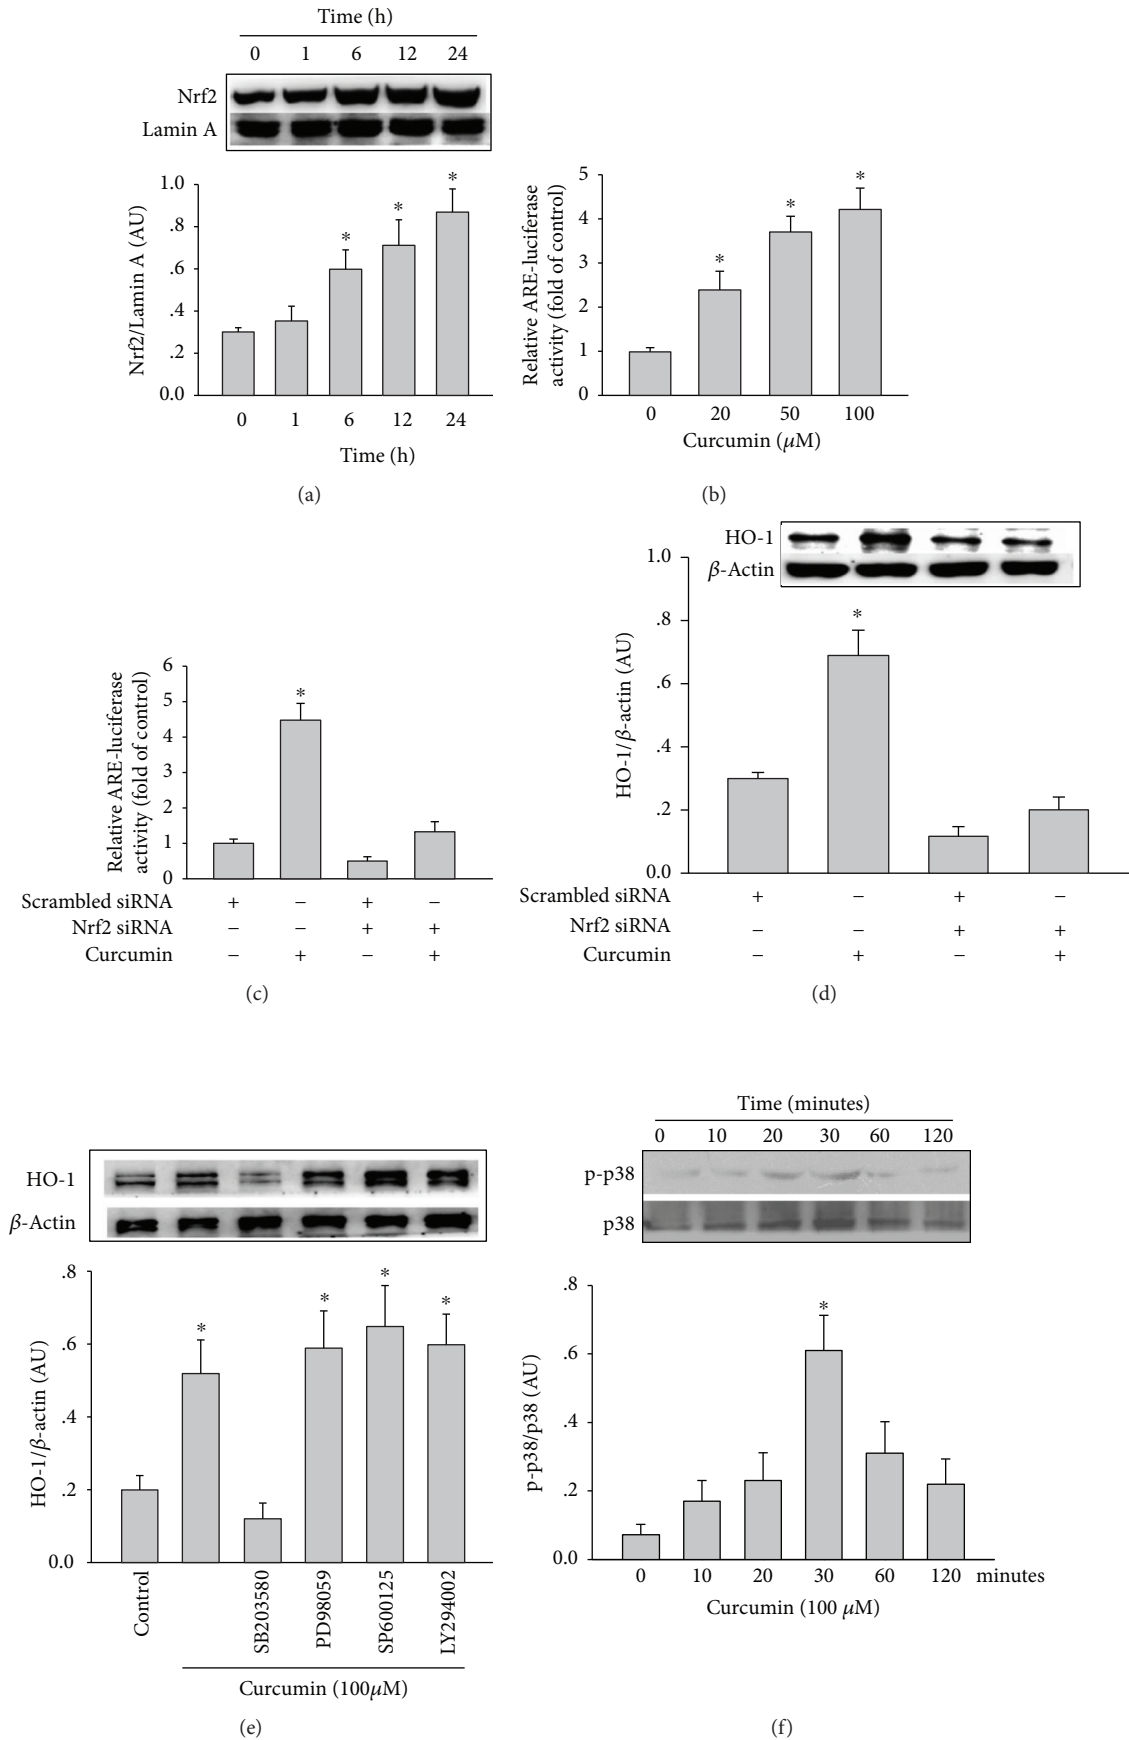 Time (h)
0 1 6 12 24
Nrf2
Lamin A
Nrf2/Lamin A (AU)
1.0
.8
.6
.4
.2
0.0
* * *
0 1 6 12 24
Time (h)
(a)
Relative ARE-luciferase
activity (fold of control)
5
4
3
2
1
0
* * *
0 20 50 100
Curcumin (μM)
(b)
Relative ARE-luciferase
activity (fold of control)
6
5
4
3
2
1
0
*
Scrambled siRNA + − + −
Nrf2 siRNA − − + +
Curcumin − + − +
(c)
HO-1
β-Actin
HO-1/β-actin (AU)
1.0
.8
.6
.4
.2
0.0
*
Scrambled siRNA + − + −
Nrf2 siRNA − − + +
Curcumin − + − +
(d)
HO-1
β-Actin
HO-1/β-actin (AU)
.8
.6
.4
.2
0.0
* * * *
Control
SB203580
PD98059
SP600125
LY294002
Curcumin (100μM)
(e)
Time (minutes)
0 10 20 30 60 120
p-p38
p38
p-p38/p38 (AU)
.8
.6
.4
.2
0.0
*
0 10 20 30 60 120 minutes
Curcumin (100 μM)
(f)